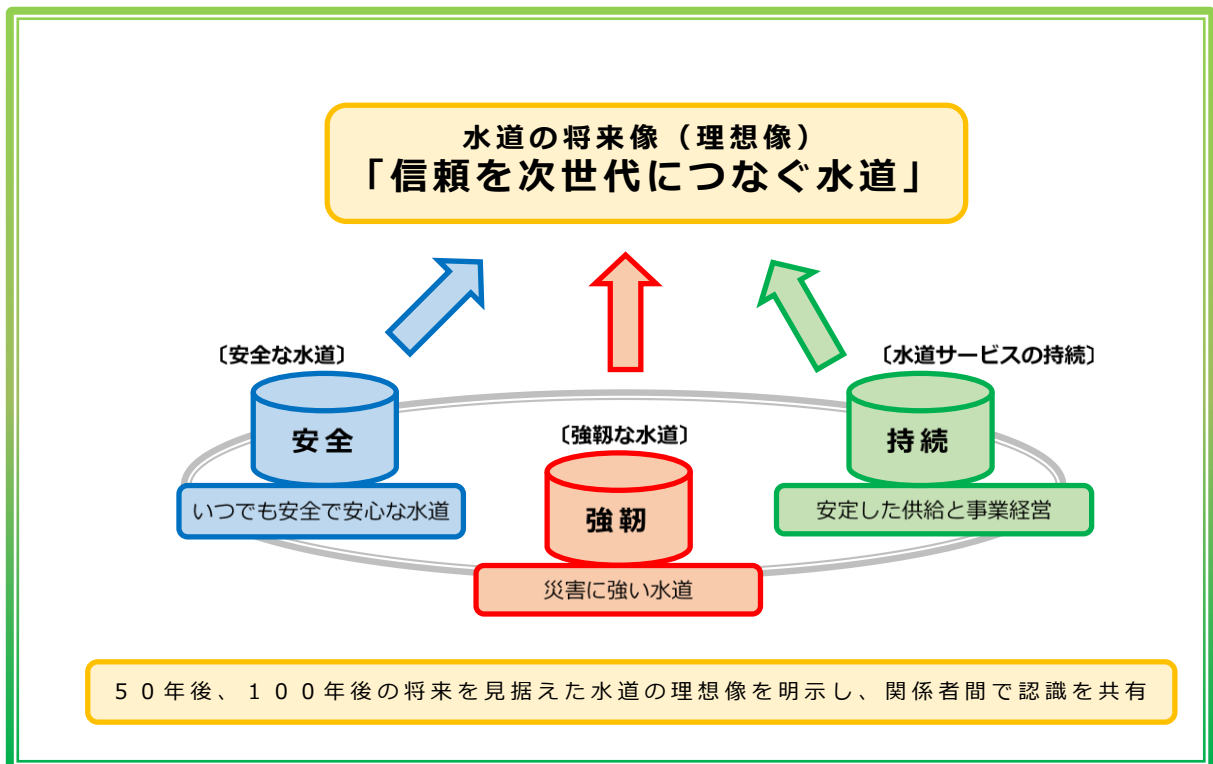 水道の将来像（理想像）
「信頼を次世代につなぐ水道」
〔安全な水道〕
安全
いつでも安全で安心な水道
〔強靱な水道〕
強靭
災害に強い水道
〔水道サービスの持続〕
持続
安定した供給と事業経営
５０年後、１００年後の将来を見据えた水道の理想像を明示し、関係者間で認識を共有